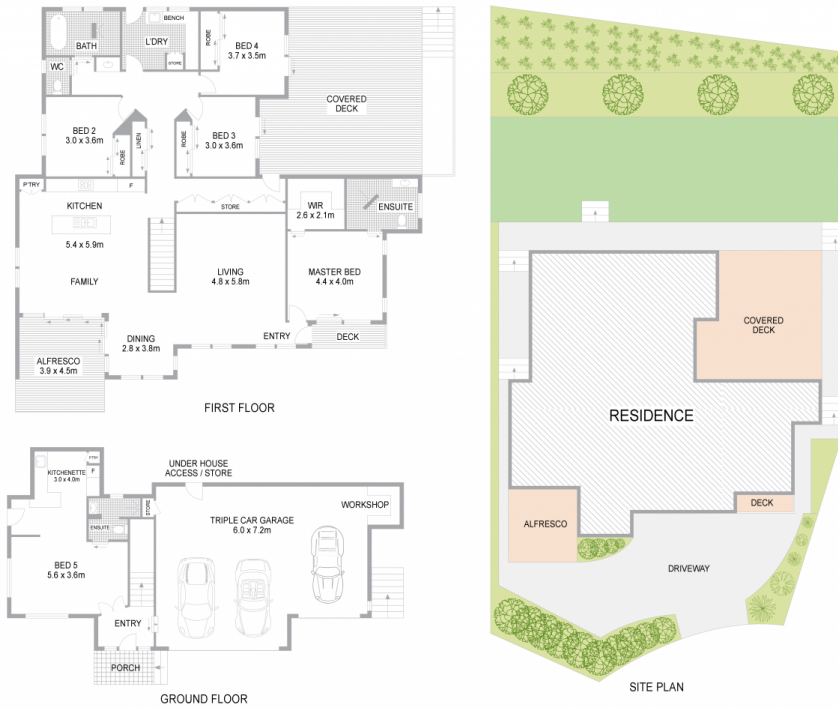 BENCH
BATH
L'DRY
ROBE
BED 4
3.7 x 3.5m
STORE
WC
COVERED
DECK
BED 2
3.0 x 3.6m
ROBE
LINEN
ROBE
BED 3
3.0 x 3.6m
P'TRY
F
KITCHEN
5.4 x 5.9m
FAMILY
STORE
WIR
2.6 x 2.1m
ENSUITE
LIVING
4.8 x 5.8m
MASTER BED
4.4 x 4.0m
DINING
2.8 x 3.8m
ENTRY
DECK
ALFRESCO
3.9 x 4.5m
FIRST FLOOR
UNDER HOUSE
ACCESS / STORE
P'TRY
F
KITCHENETTE
3.0 x 4.0m
STORE
ENSUITE
WORKSHOP
TRIPLE CAR GARAGE
6.0 x 7.2m
BED 5
5.6 x 3.6m
ENTRY
PORCH
GROUND FLOOR
COVERED
DECK
RESIDENCE
ALFRESCO
DECK
DRIVEWAY
SITE PLAN